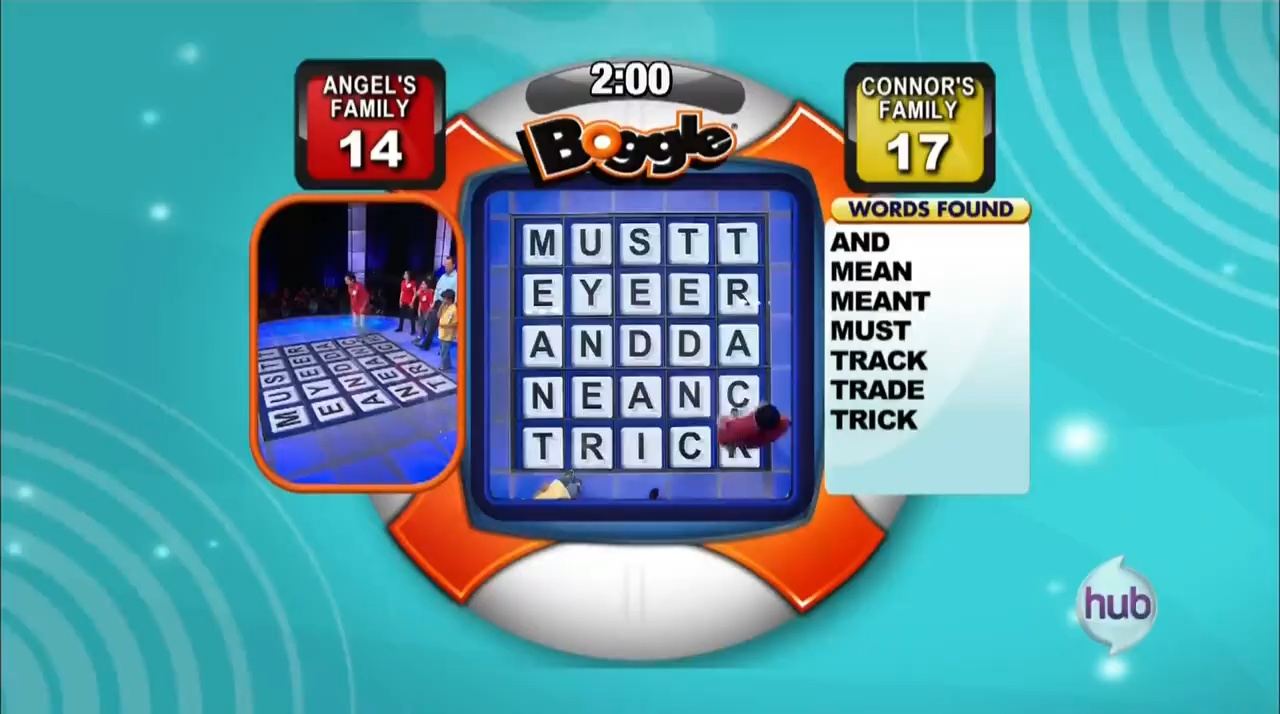 2:00
ANGEL'S
FAMILY
14
Boggle
CONNOR'S
FAMILY
17
WORDS FOUND
AND
MEAN
MEANT
MUST
TRACK
TRADE
TRICK
M U S T T
E Y E E R
A N D D A
N E A N C
T R I C K
hub